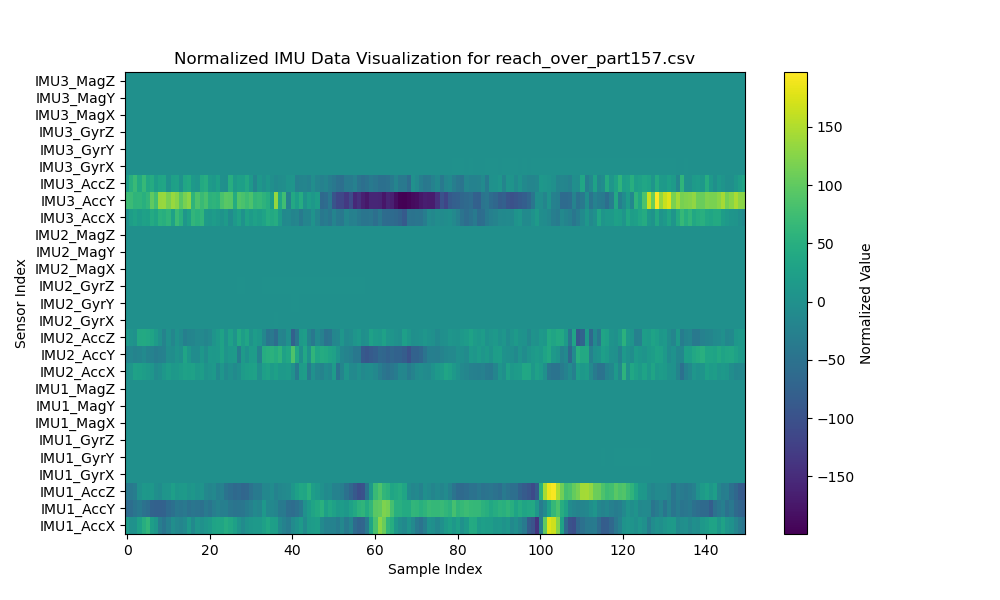 Normalized IMU Data Visualization for reach_over_part157.csv
IMU3_MagZ
IMU3_MagY
IMU3_MagX
IMU3_GyrZ
IMU3_GyrY
IMU3_GyrX
IMU3_AccZ
IMU3_AccY
IMU3_AccX
IMU2_MagZ
IMU2_MagY
IMU2_MagX
IMU2_GyrZ
IMU2_GyrY
IMU2_GyrX
IMU2_AccZ
IMU2_AccY
IMU2_AccX
IMU1_MagZ
IMU1_MagY
IMU1_MagX
IMU1_GyrZ
IMU1_GyrY
IMU1_GyrX
IMU1_AccZ
IMU1_AccY
IMU1_AccX
Sensor Index
0 20 40 60 80 100 120 140
Sample Index
150
100
50
0
−50
−100
−150
Normalized Value